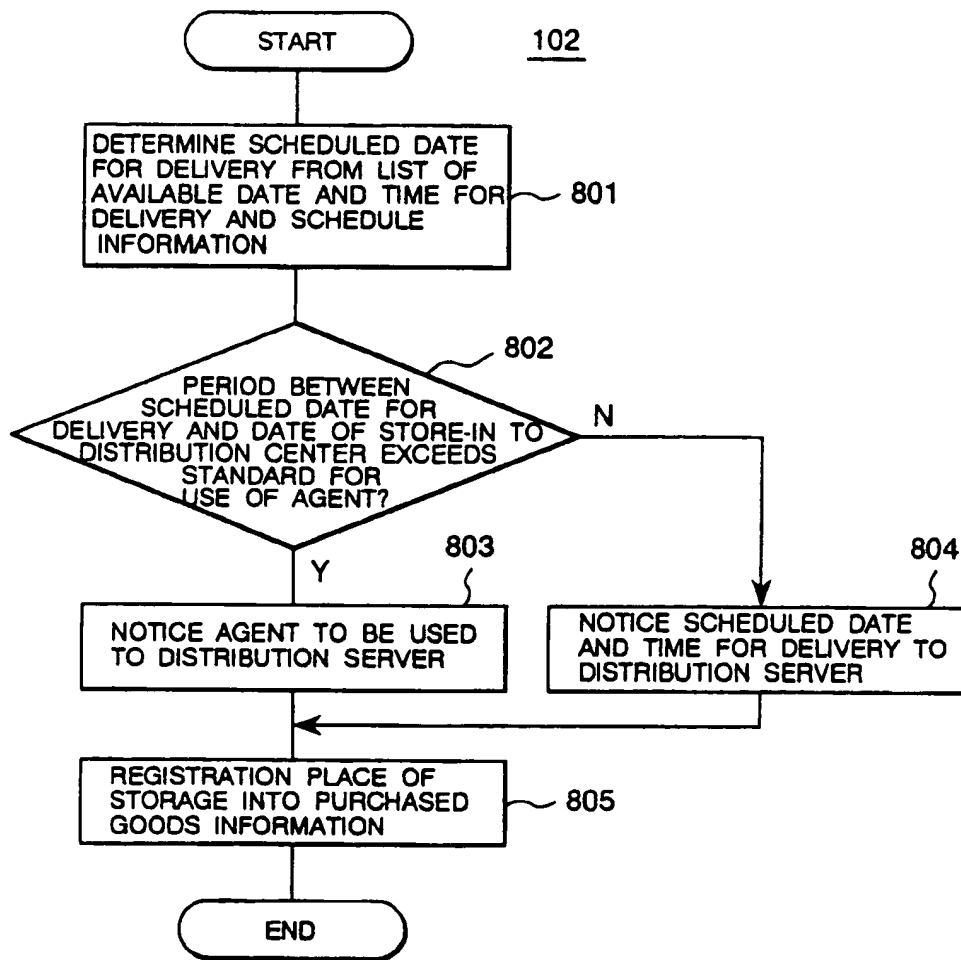 START
102
DETERMINE SCHEDULED DATE
FOR DELIVERY FROM LIST OF
AVAILABLE DATE AND TIME FOR
DELIVERY AND SCHEDULE
INFORMATION
801
802
PERIOD BETWEEN
SCHEDULED DATE FOR
DELIVERY AND DATE OF STORE-IN TO
DISTRIBUTION CENTER EXCEEDS
STANDARD FOR
USE OF AGENT?
N
Y
803
NOTICE AGENT TO BE USED
TO DISTRIBUTION SERVER
804
NOTICE SCHEDULED DATE
AND TIME FOR DELIVERY TO
DISTRIBUTION SERVER
REGISTRATION PLACE OF
STORAGE INTO PURCHASED
GOODS INFORMATION
805
END